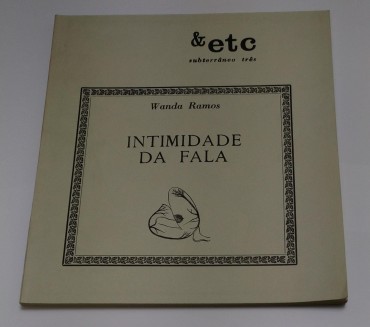 & etc
subterrâneo três
Wanda Ramos
INTIMIDADE
DA FALA